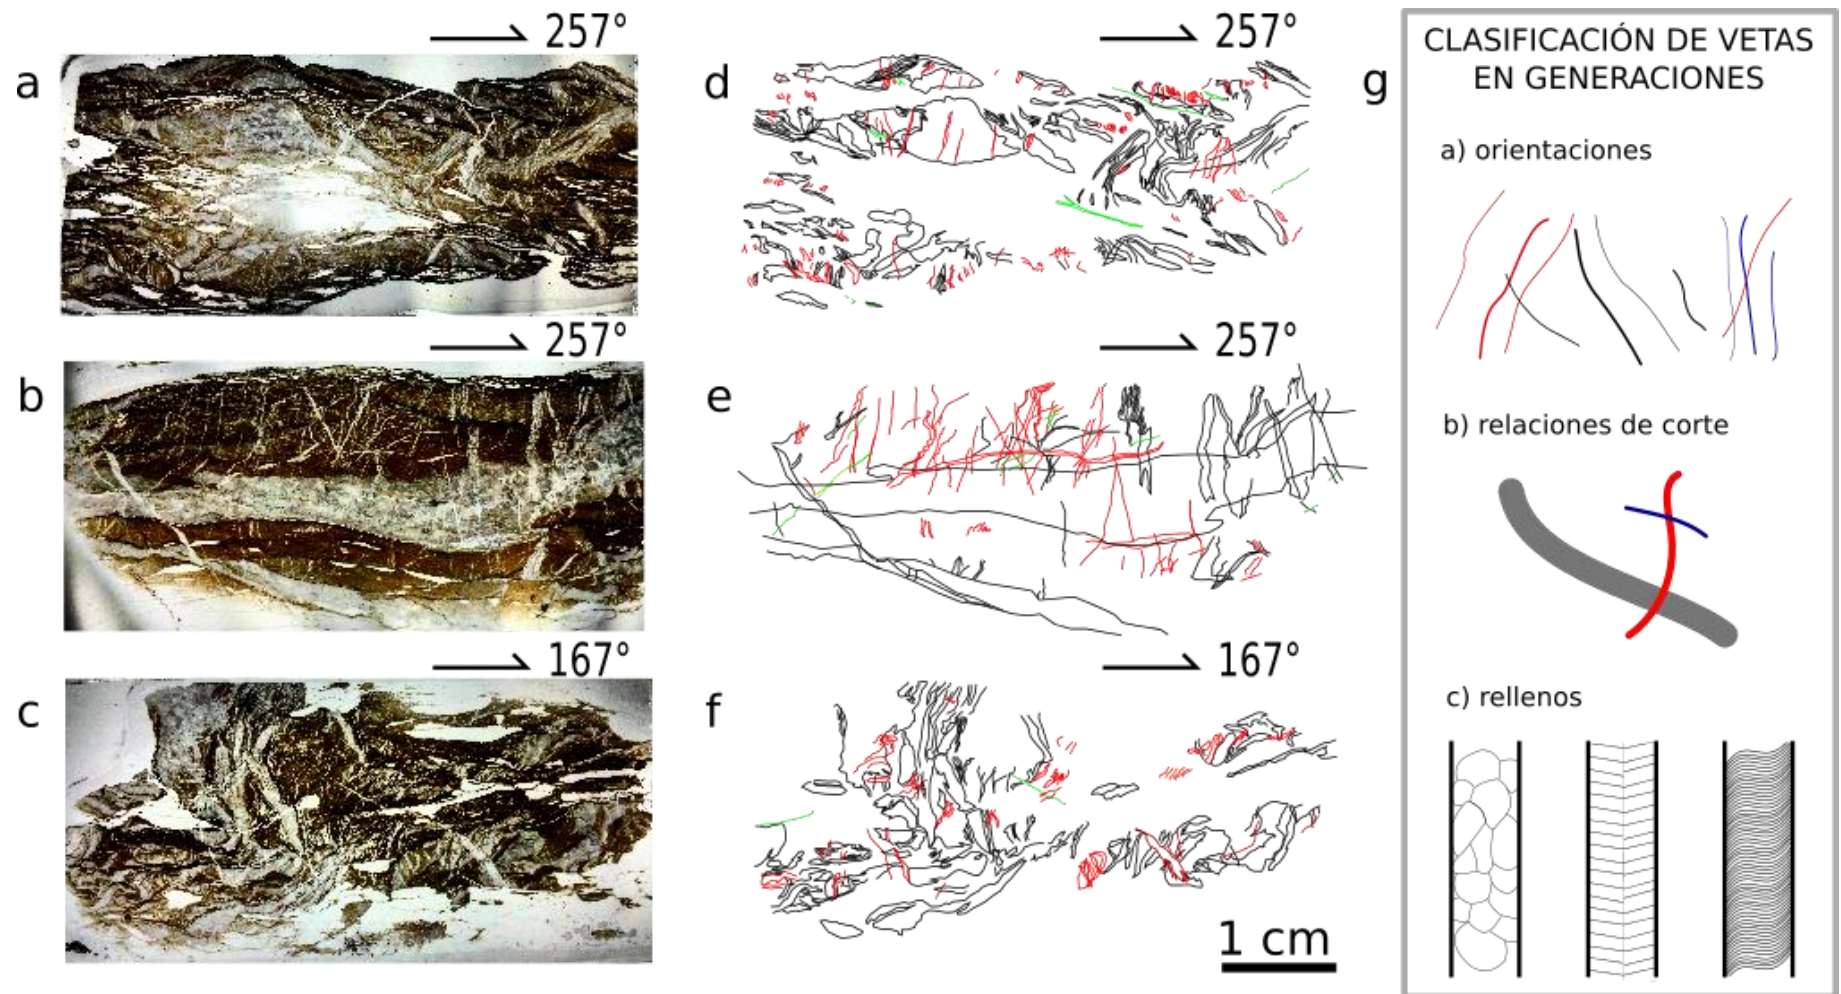 257°
257°
a
d
g
CLASIFICACIÓN DE VETAS
EN GENERACIONES
a) orientaciones
257°
257°
b
e
b) relaciones de corte
167°
167°
c
f
c) rellenos
1 cm